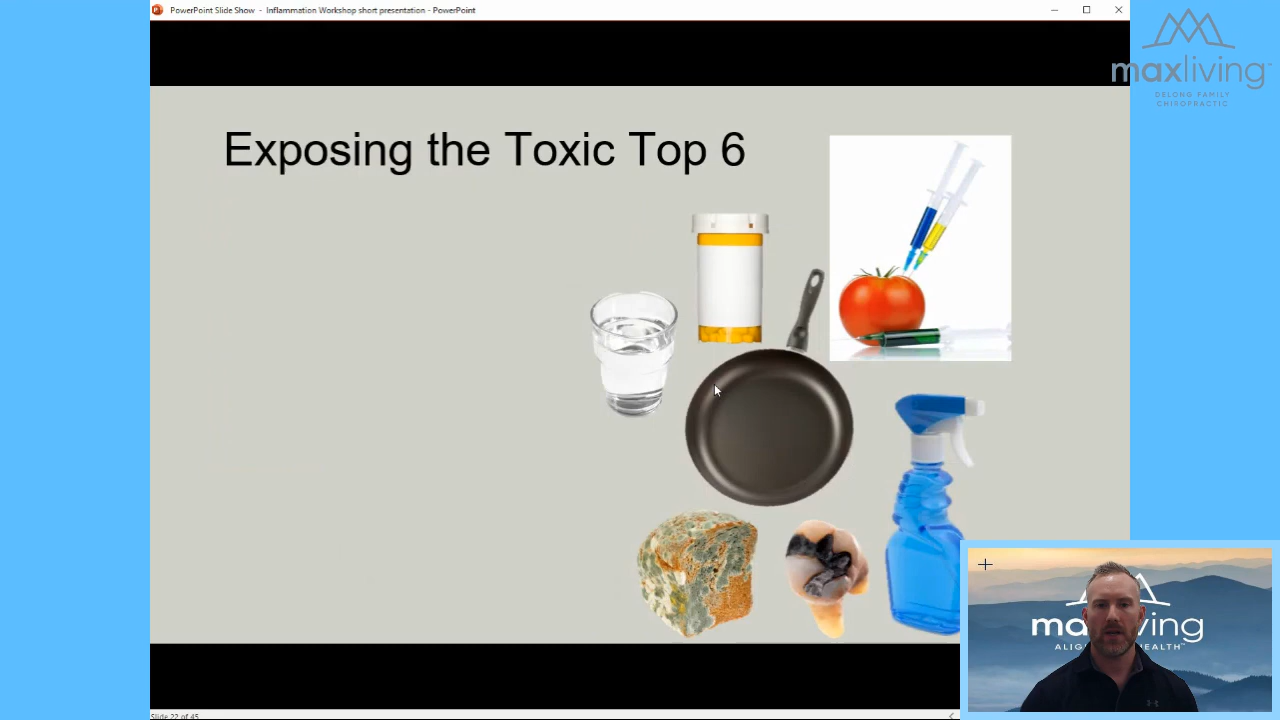 PowerPoint Slide Show - Inflammation Workshop short presentation - PowerPoint
maxliving
DELONG FAMILY
CHIROPRACTIC
Exposing the Toxic Top 6
Slide 22 of 45